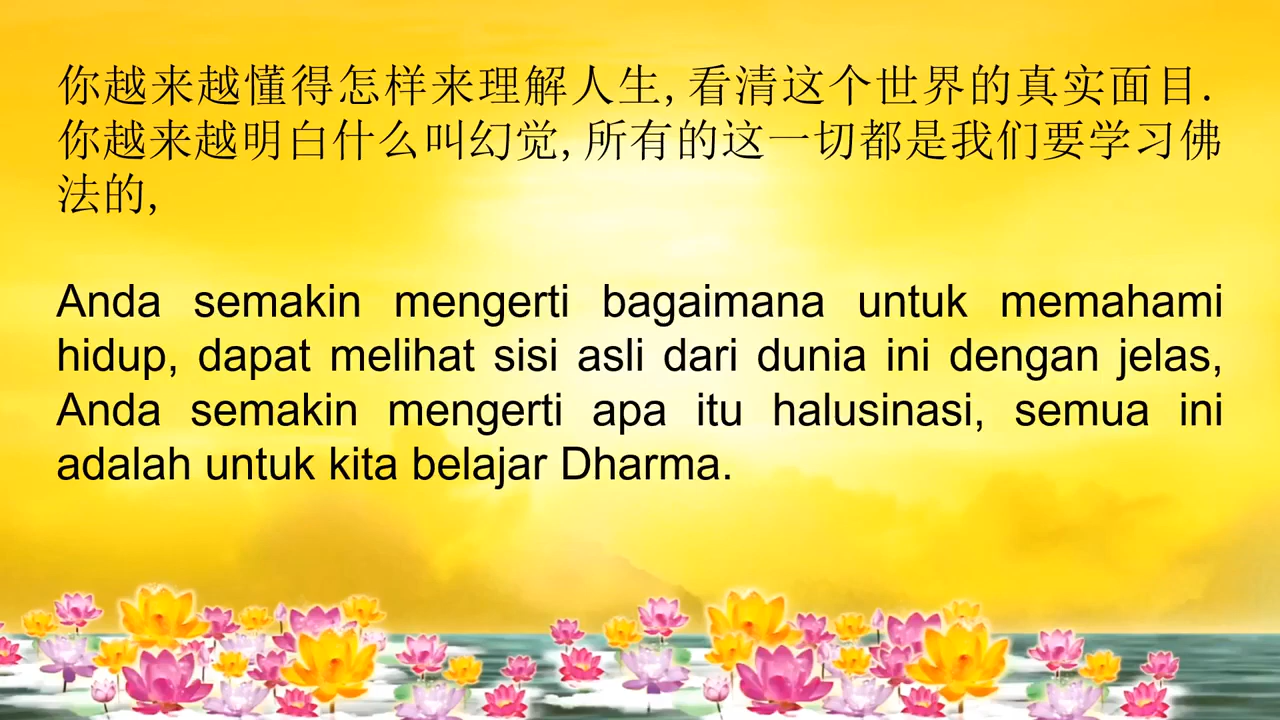 你越来越懂得怎样来理解人生, 看清这个世界的真实面目.
你越来越明白什么叫幻觉, 所有的这一切都是我们要学习佛
法的,
Anda semakin mengerti bagaimana untuk memahami
hidup, dapat melihat sisi asli dari dunia ini dengan jelas,
Anda semakin mengerti apa itu halusinasi, semua ini
adalah untuk kita belajar Dharma.